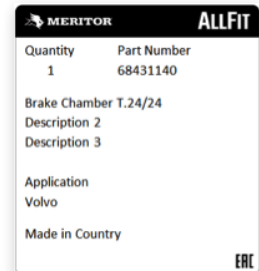 MERITOR ALLFIT
Quantity Part Number
1 68431140
Brake Chamber T.24/24
Description 2
Description 3
Application
Volvo
Made in Country
EAC